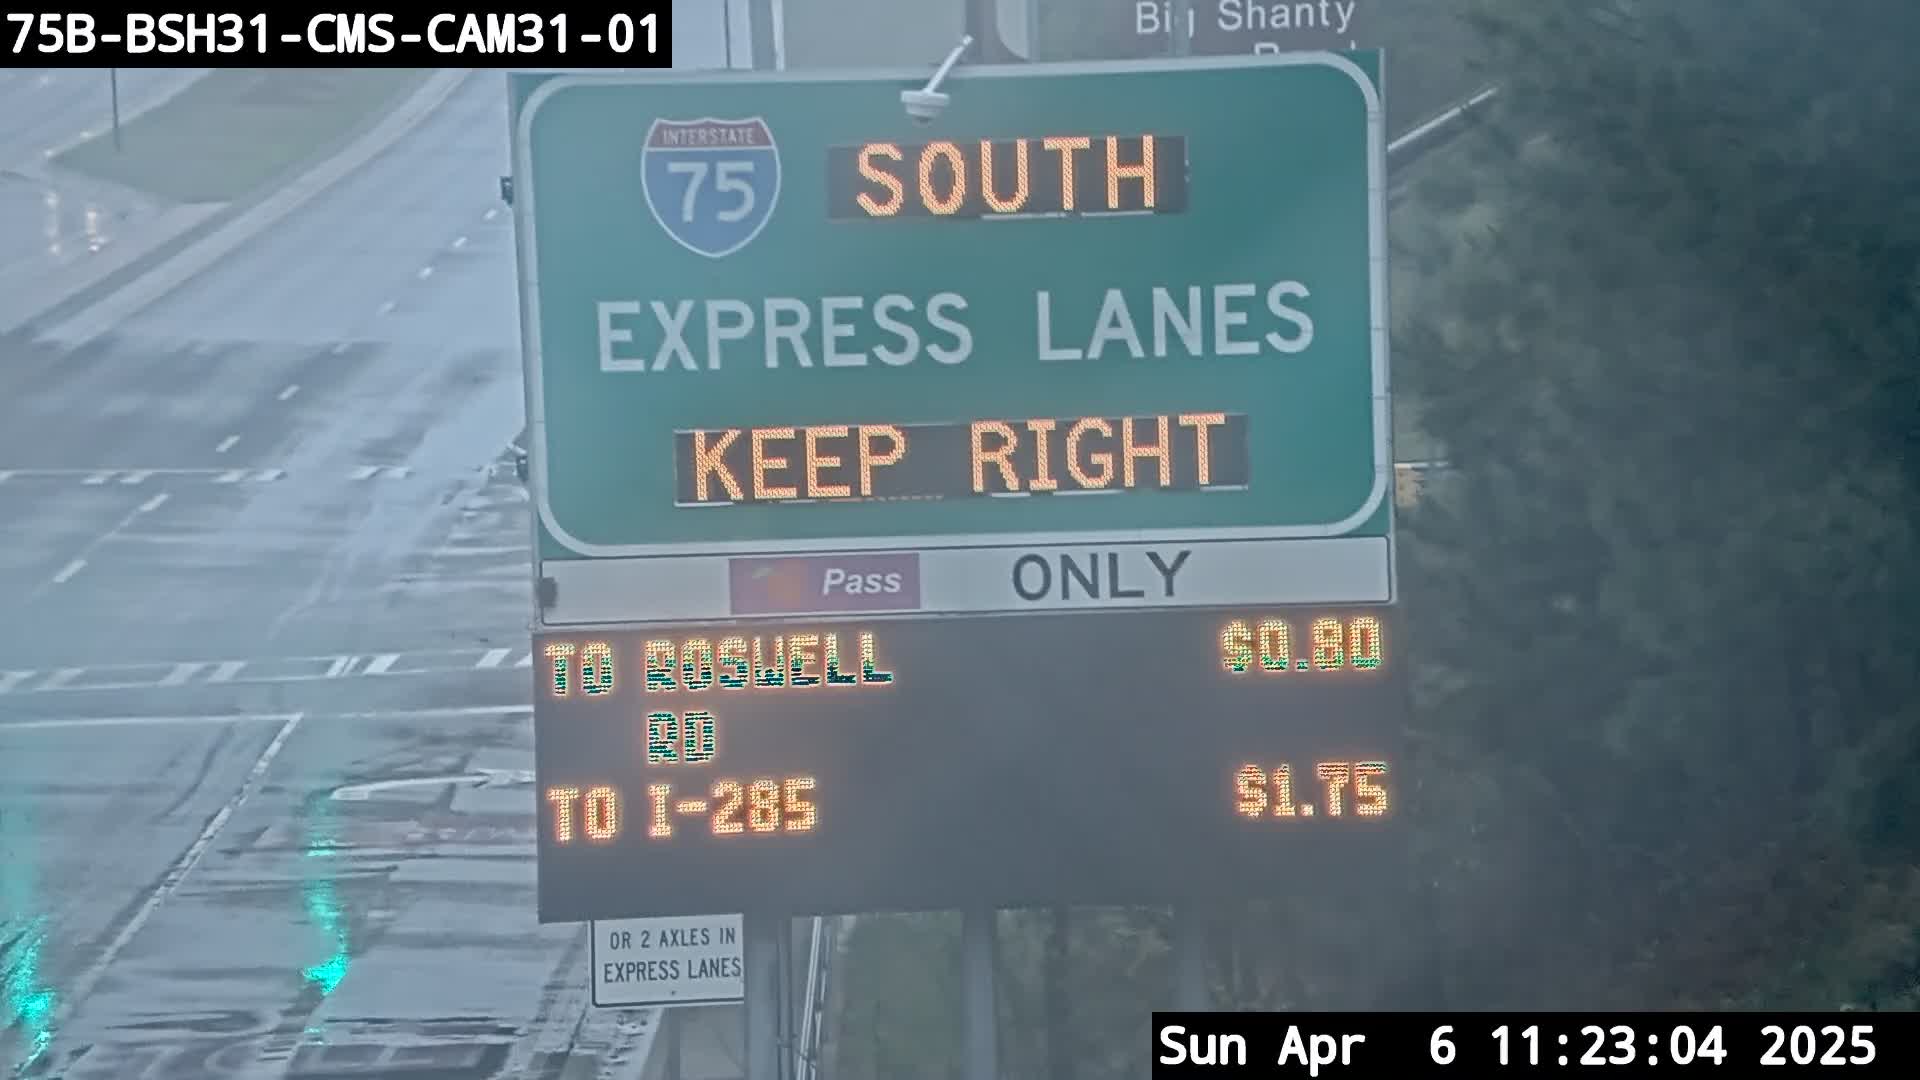 75B-BSH31-CMS-CAM31-01
Big Shanty
INTERSTATE
75
SOUTH
EXPRESS LANES
KEEP RIGHT
Pass ONLY
TO ROSWELL $0.80
RD
TO I-285 $1.75
OR 2 AXLES IN
EXPRESS LANES
Sun Apr 6 11:23:04 2025